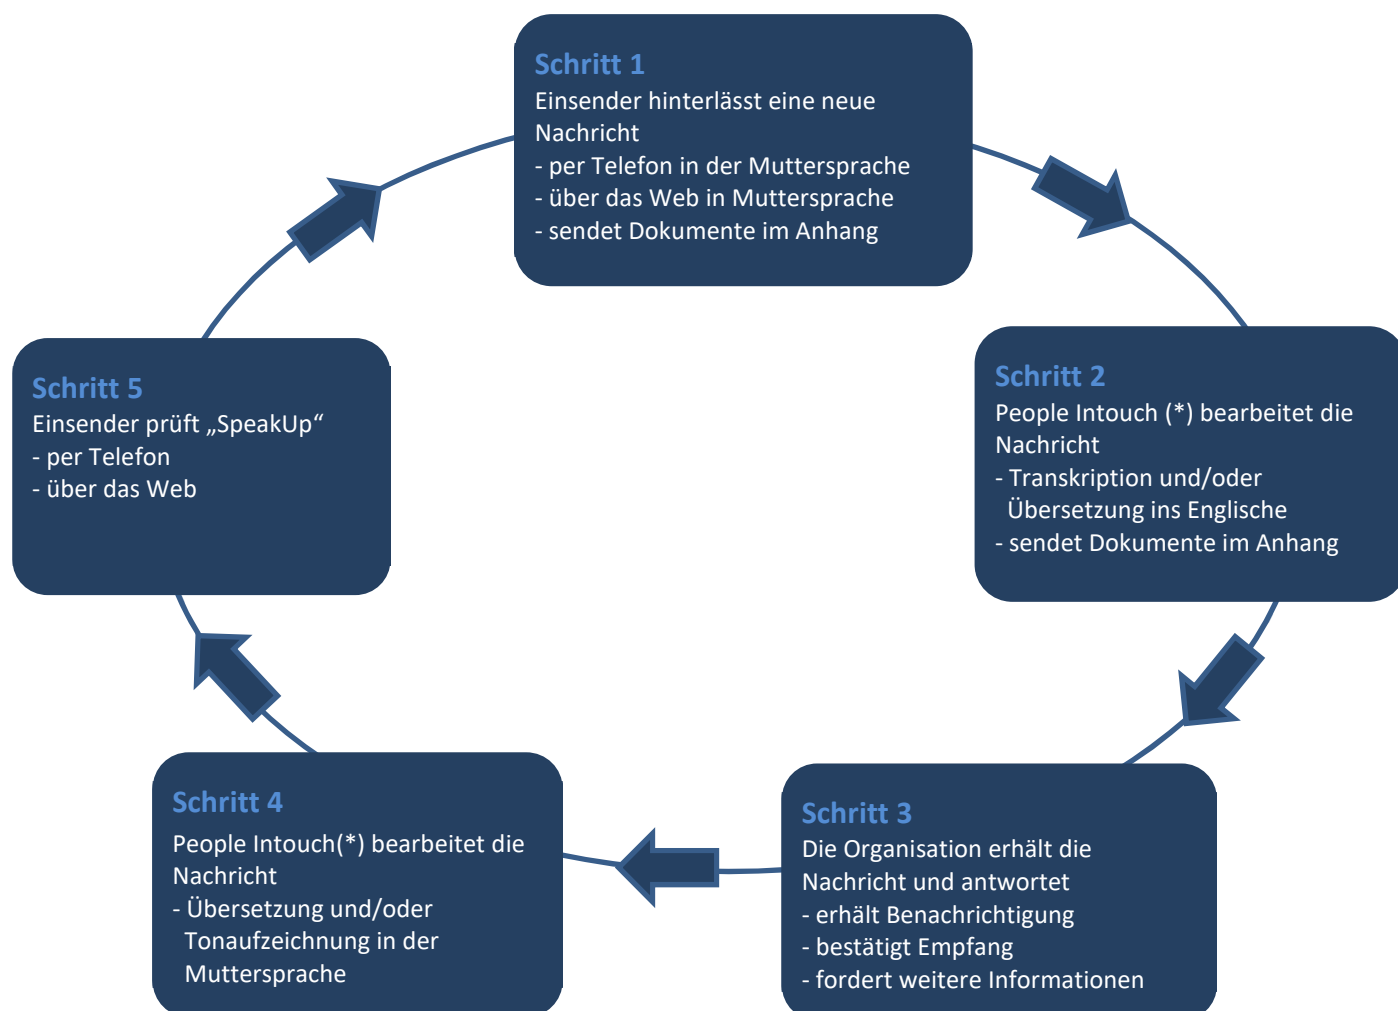 Schritt 1
Einsender hinterlässt eine neue
Nachricht
- per Telefon in der Muttersprache
- über das Web in Muttersprache
- sendet Dokumente im Anhang
Schritt 2
People Intouch (*) bearbeitet die
Nachricht
- Transkription und/oder
Übersetzung ins Englische
- sendet Dokumente im Anhang
Schritt 3
Die Organisation erhält die
Nachricht und antwortet
- erhält Benachrichtigung
- bestätigt Empfang
- fordert weitere Informationen
Schritt 4
People Intouch(*) bearbeitet die
Nachricht
- Übersetzung und/oder
Tonaufzeichnung in der
Muttersprache
Schritt 5
Einsender prüft „SpeakUp“
- per Telefon
- über das Web